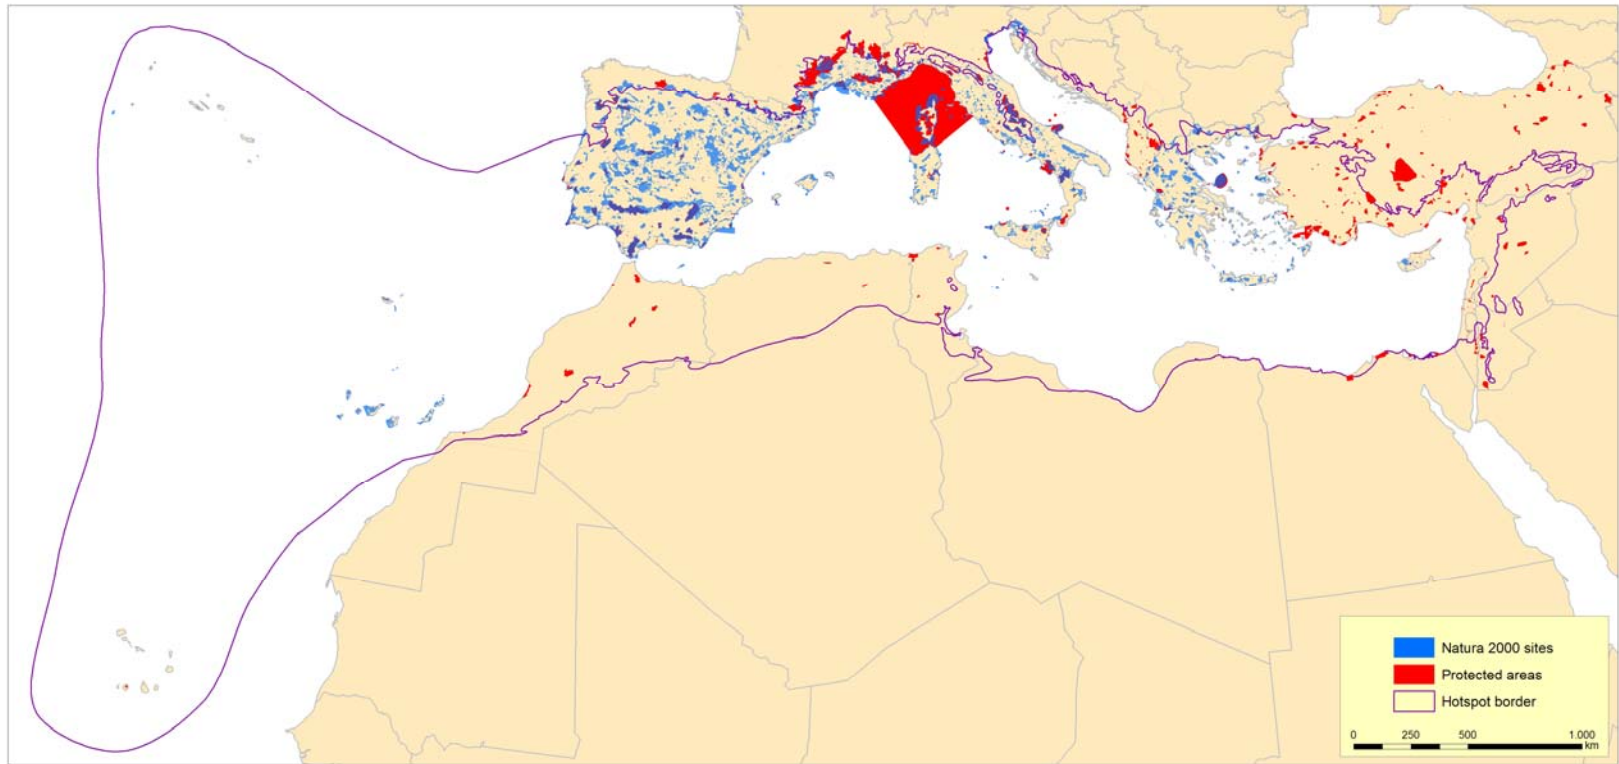 Natura 2000 sites
Protected areas
Hotspot border
0 250 500 1.000
km